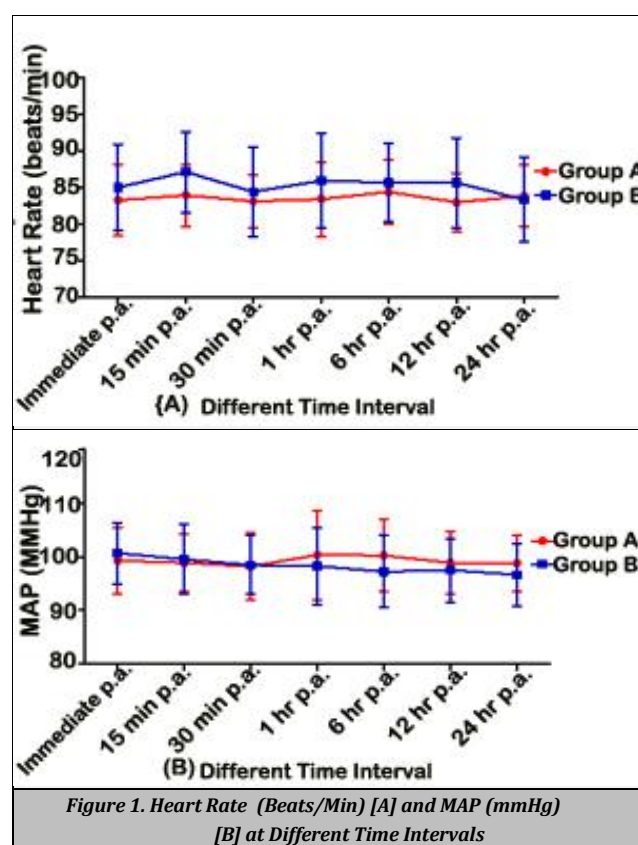 Heart Rate (beats/min)
100
95
90
85
80
75
70
Group A
Group B
Immediate p.a.
15 min p.a.
30 min p.a.
1 hr p.a.
6 hr p.a.
12 hr p.a.
24 hr p.a.
(A) Different Time Interval
MAP (MMHg)
120
110
100
90
80
Group A
Group B
Immediate p.a.
15 min p.a.
30 min p.a.
1 hr p.a.
6 hr p.a.
12 hr p.a.
24 hr p.a.
(B) Different Time Interval
Figure 1. Heart Rate (Beats/Min) [A] and MAP (mmHg)
[B] at Different Time Intervals